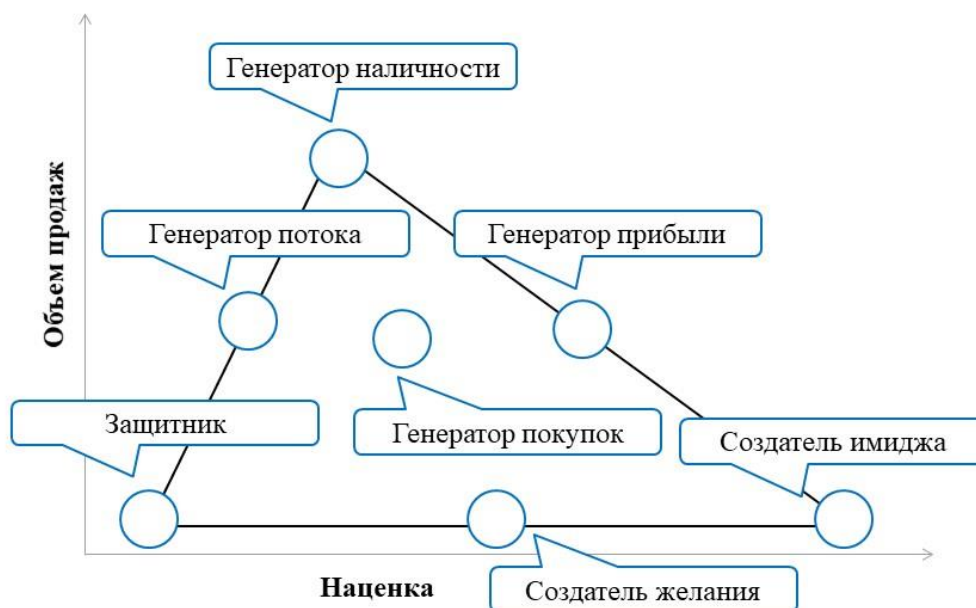 Генератор наличности
Объем продаж
Генератор потока
Генератор прибыли
Защитник
Генератор покупок
Создатель имиджа
Наценка
Создатель желания